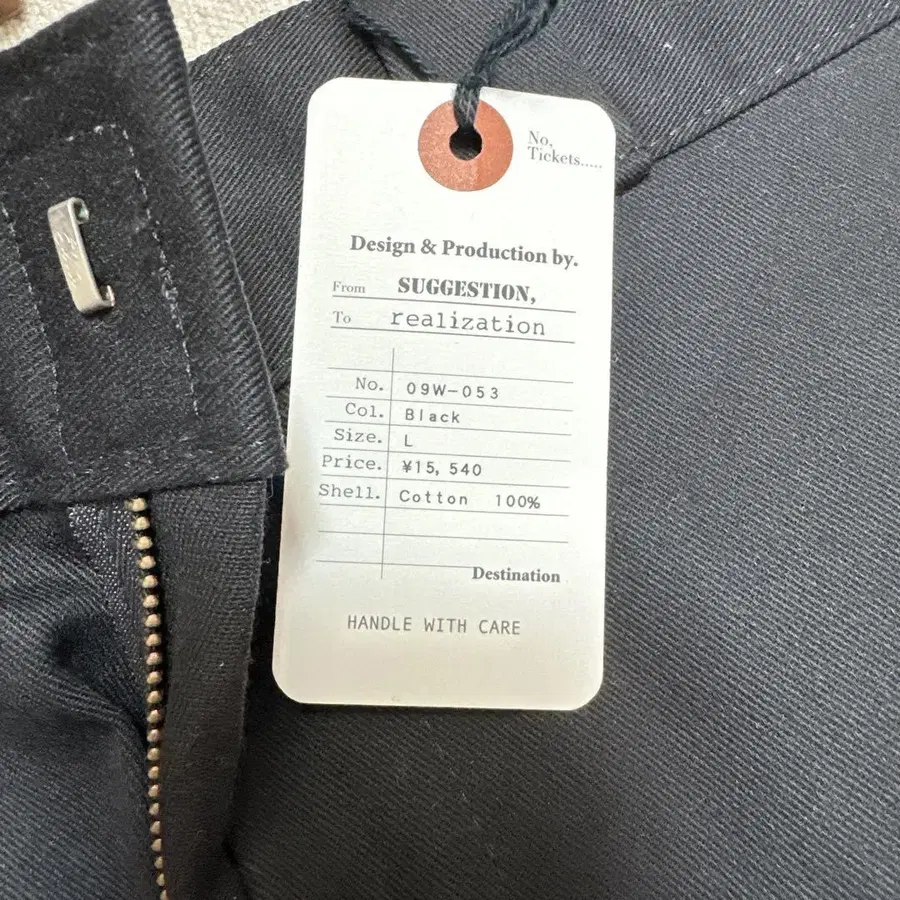 No,
Tickets.....
Design & Production by.
From SUGGESTION,
To realization
No. 09W-053
Col. Black
Size. L
Price. ¥15,540
Shell. Cotton 100%
Destination
HANDLE WITH CARE